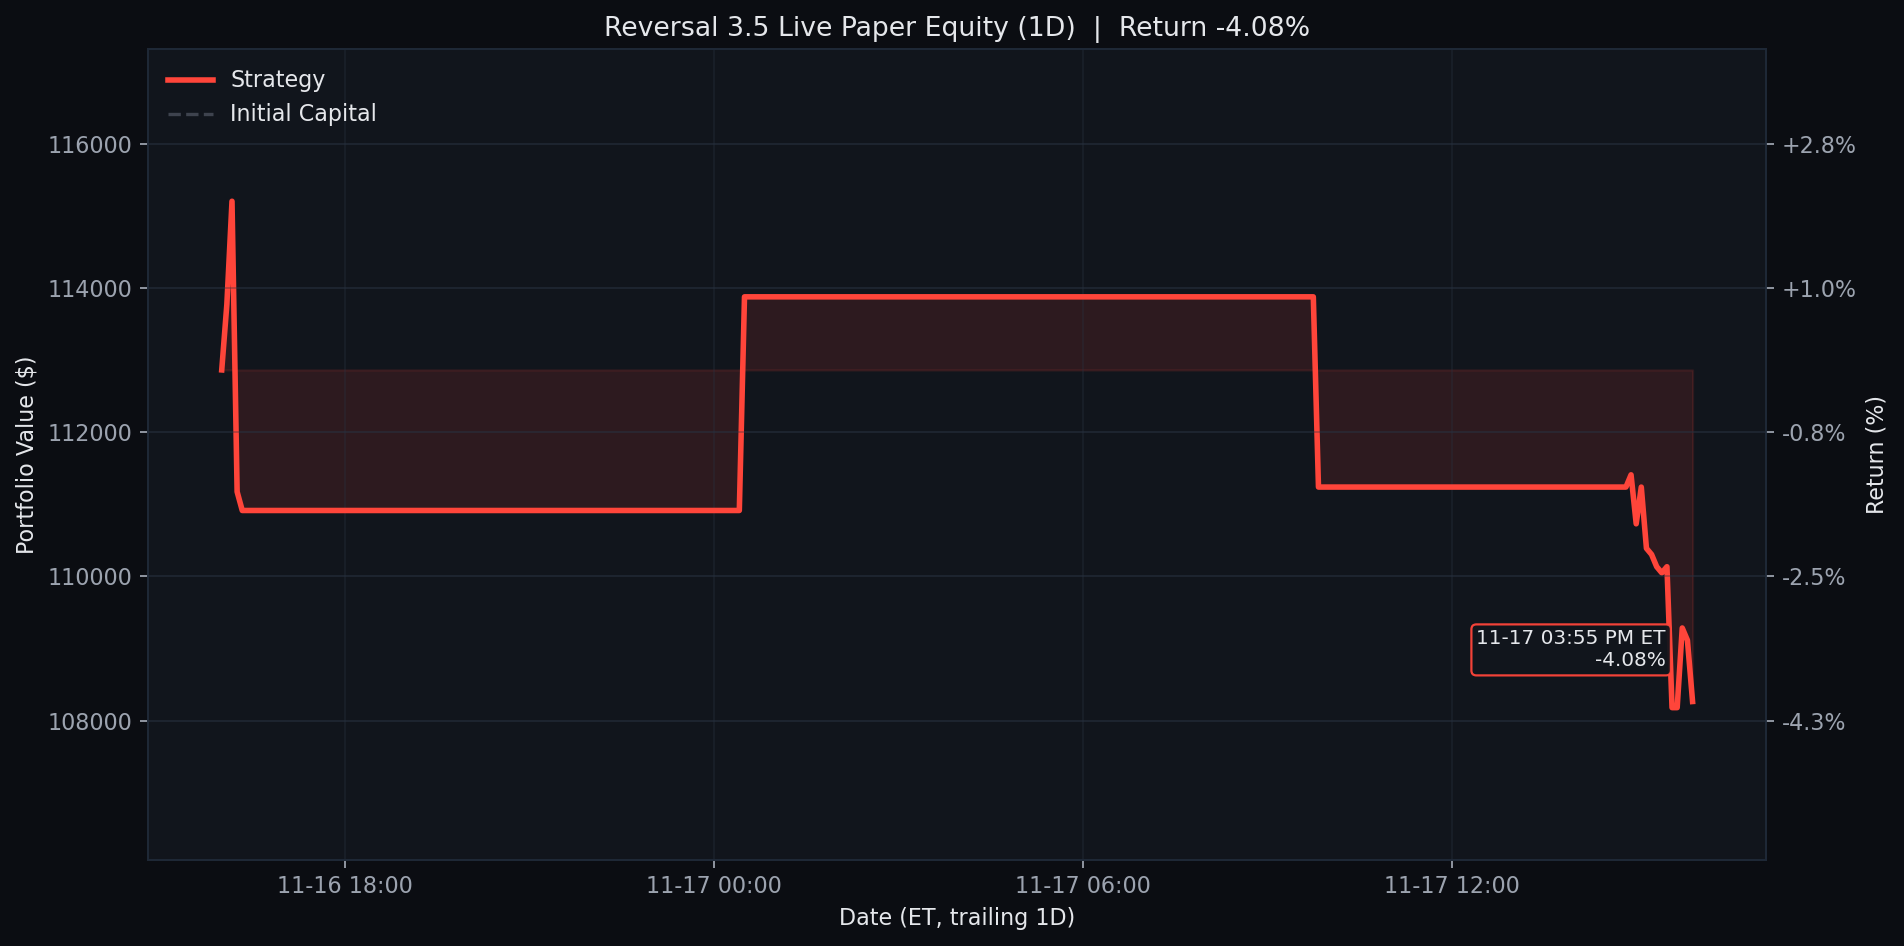 Reversal 3.5 Live Paper Equity (1D)  |  Return -4.08%
Strategy
Initial Capital
116000
114000
112000
110000
108000
Portfolio Value ($)
+2.8%
+1.0%
-0.8%
-2.5%
-4.3%
Return (%)
11-17 03:55 PM ET
-4.08%
11-16 18:00
11-17 00:00
11-17 06:00
11-17 12:00
Date (ET, trailing 1D)